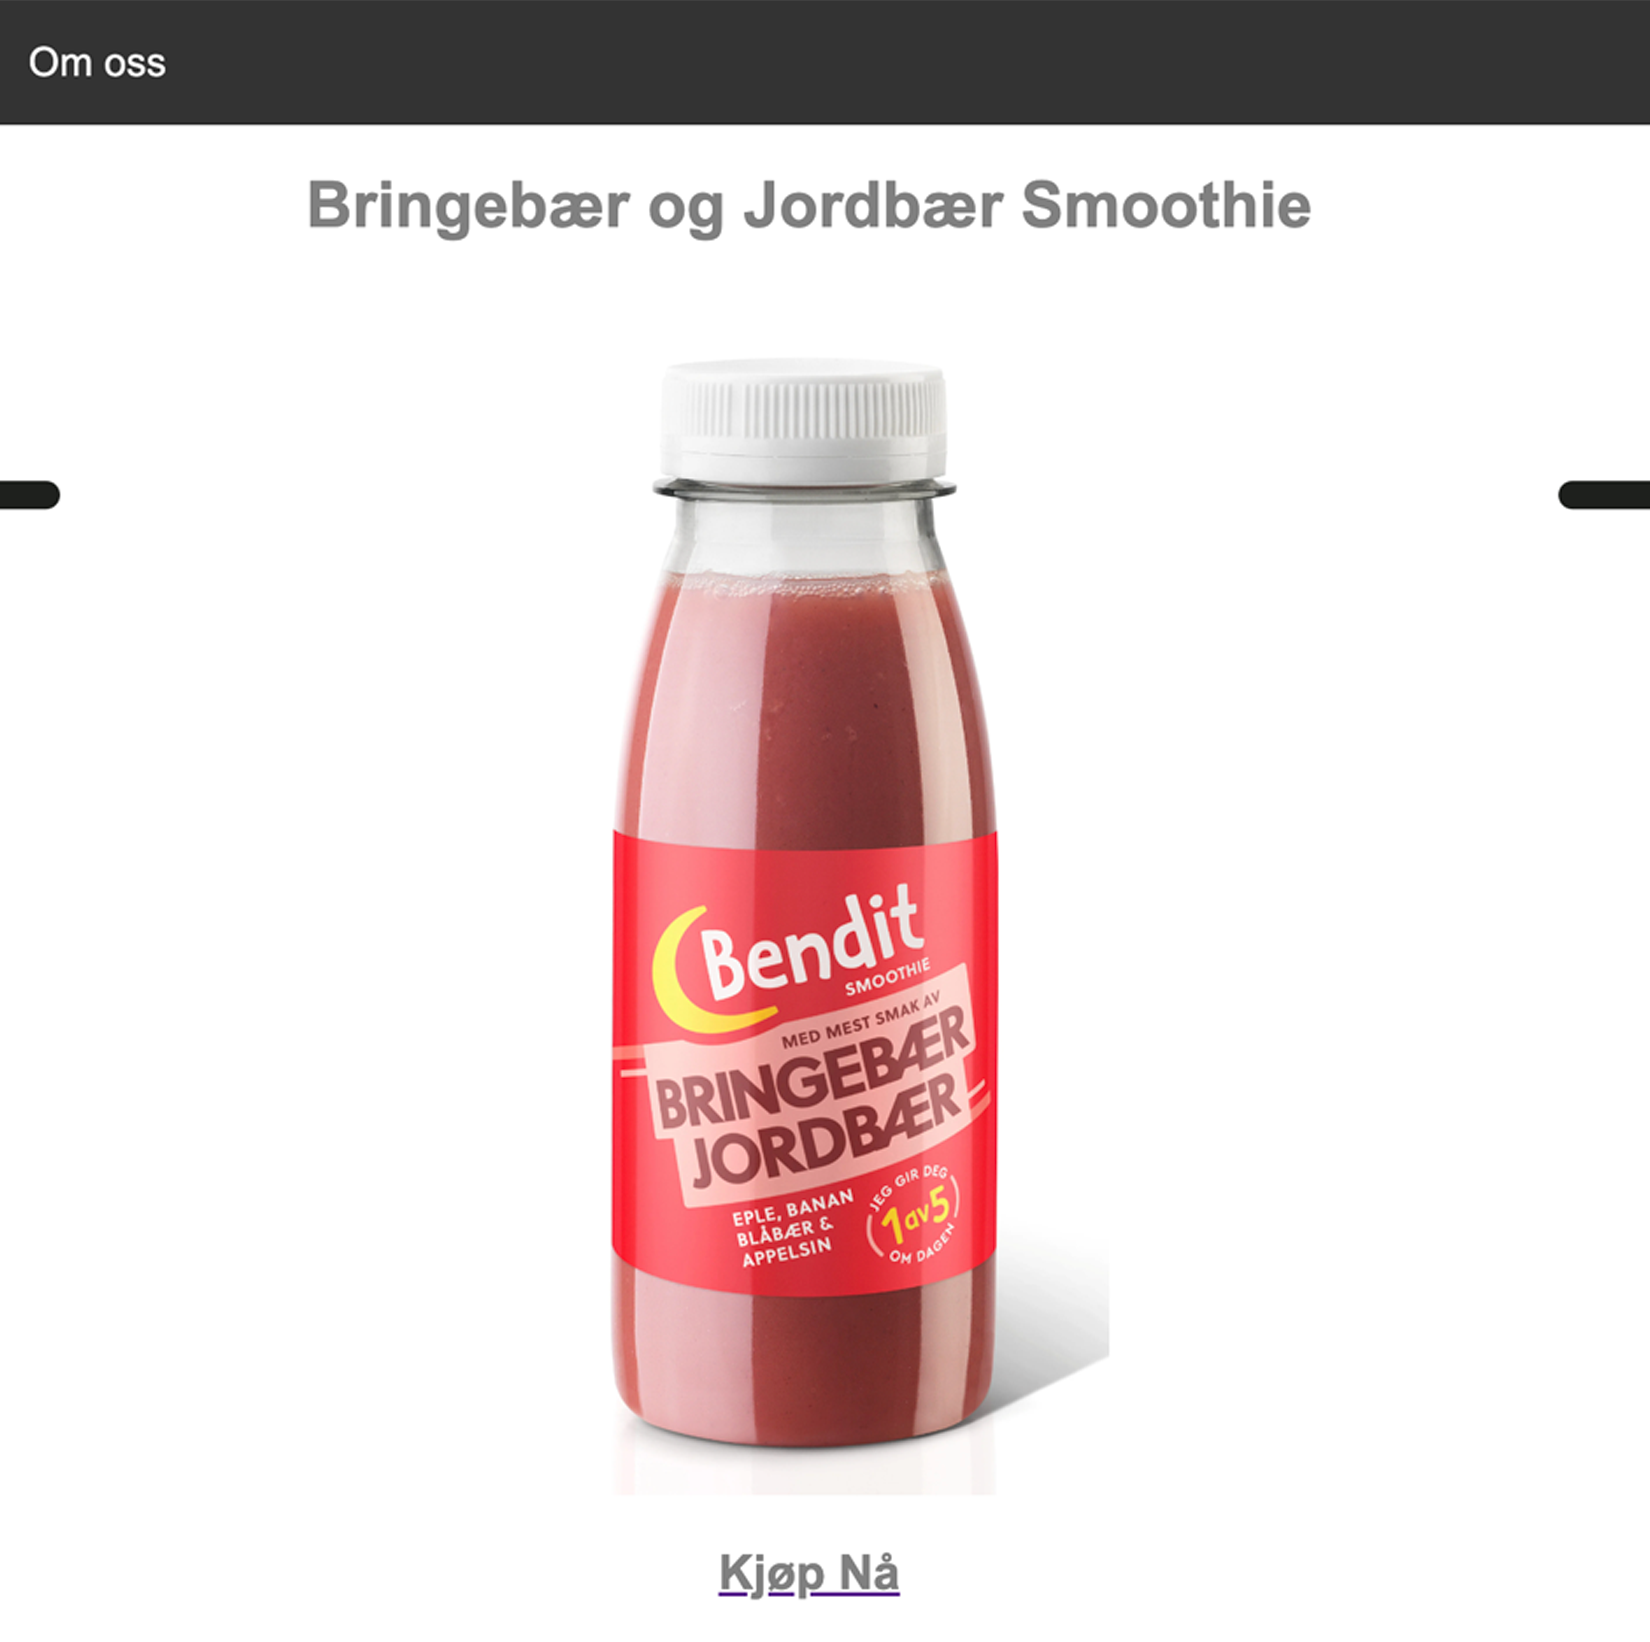 Om oss
Bringebær og Jordbær Smoothie
Bendit
SMOOTHIE
MED MEST SMAK AV
BRINGEBÆR
JORDBÆR
EPLE, BANAN
BLÅBÆR &
APPELSIN
JEG GIR DEG
1 av 5
OM DAGEN
Kjøp Nå